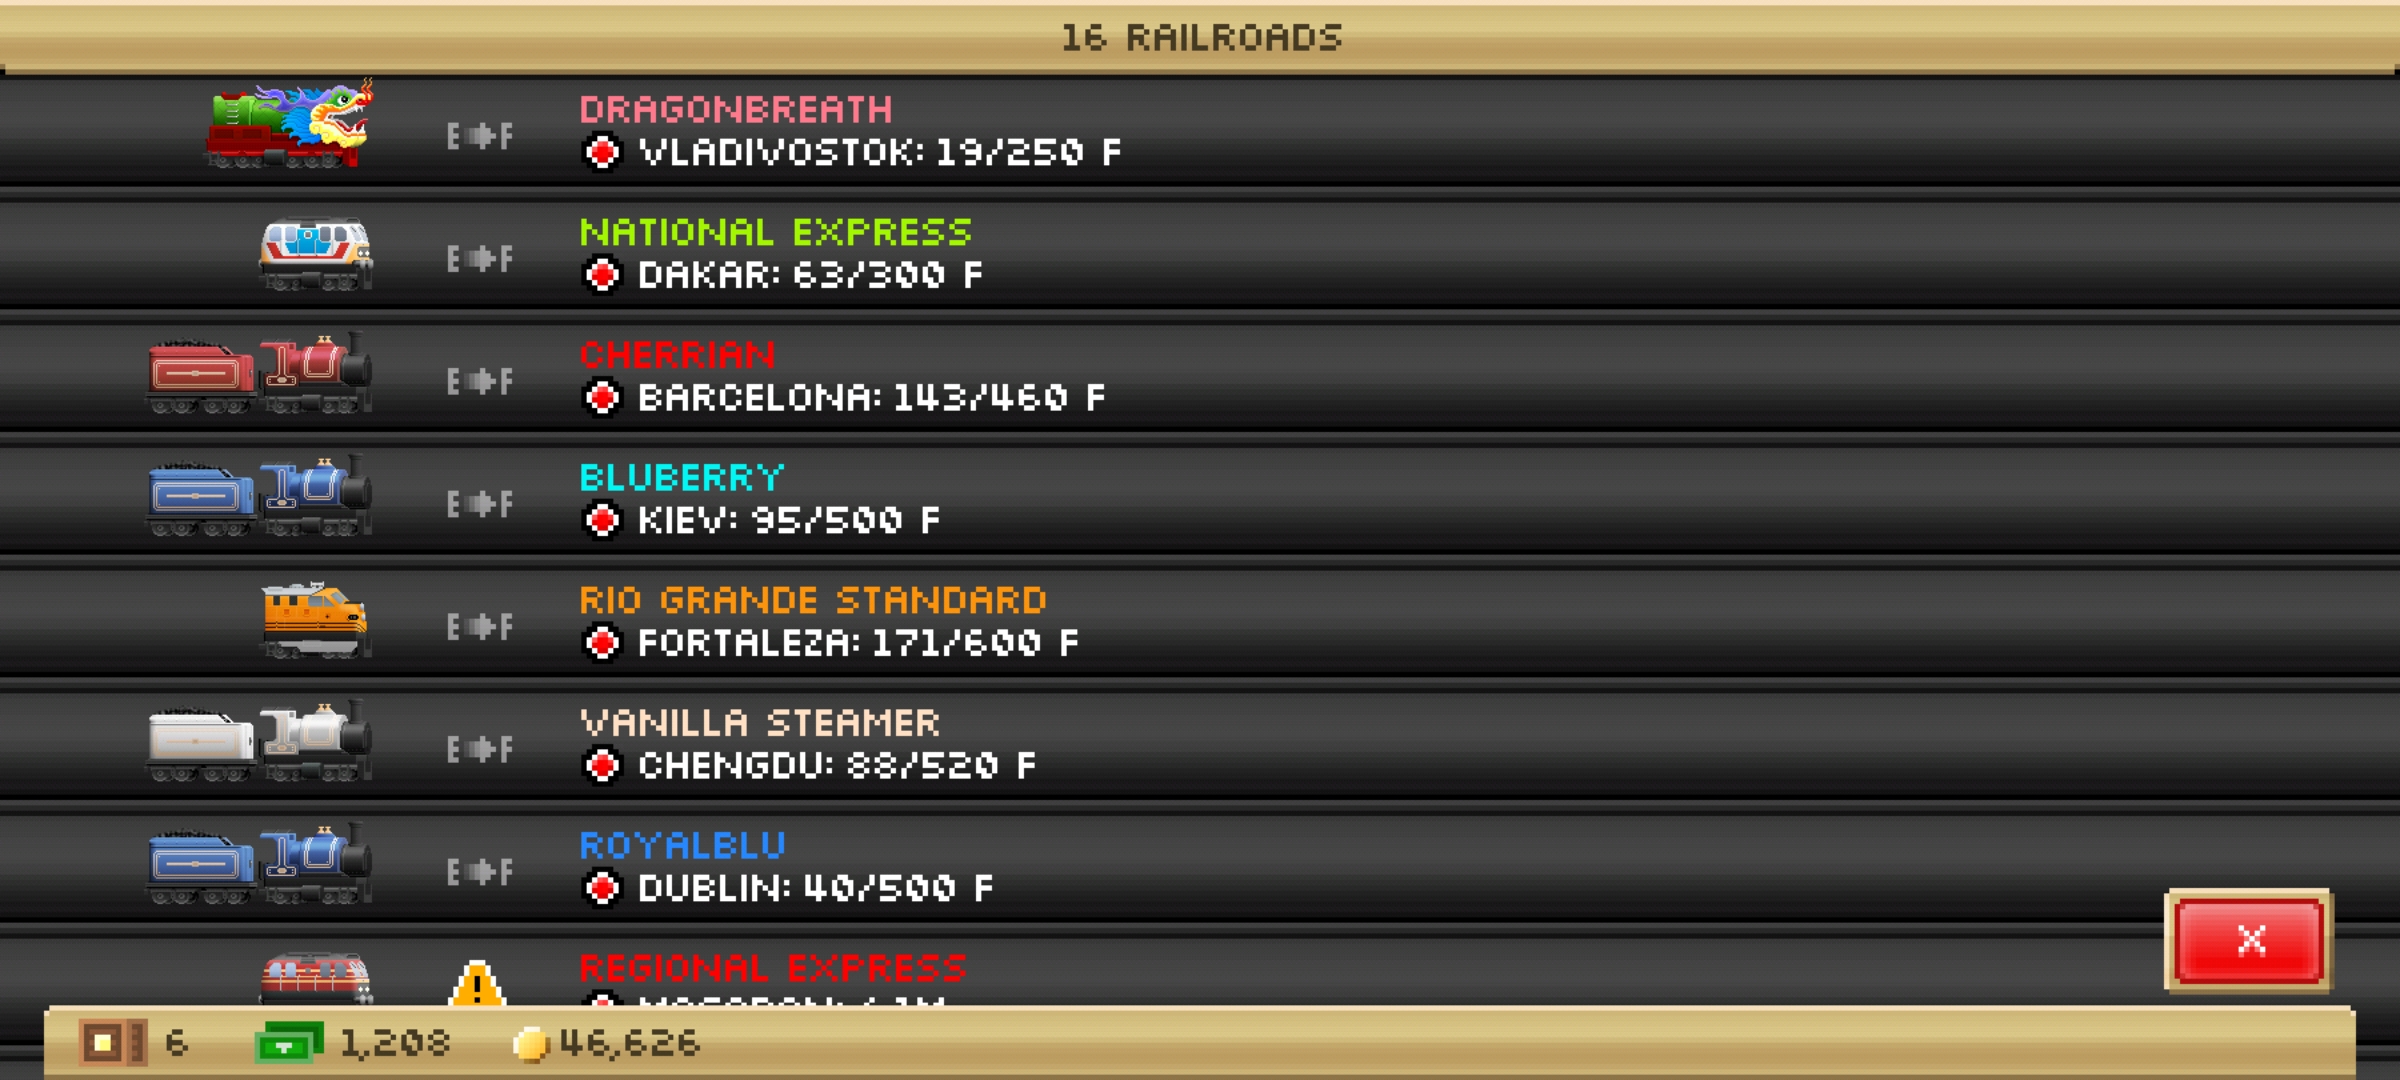 16 RAILROADS
DRAGONBREATH
E F
VLADIVOSTOK: 19/250 F
NATIONAL EXPRESS
E F
DAKAR: 63/300 F
CHERRIAN
E F
BARCELONA: 143/460 F
BLUBERRY
E F
KIEV: 95/500 F
RIO GRANDE STANDARD
E F
FORTALEZA: 171/600 F
VANILLA STEAMER
E F
CHENGDU: 88/520 F
ROYALBLU
E F
DUBLIN: 40/500 F
X
REGIONAL EXPRESS
!
6 1,208 46,626